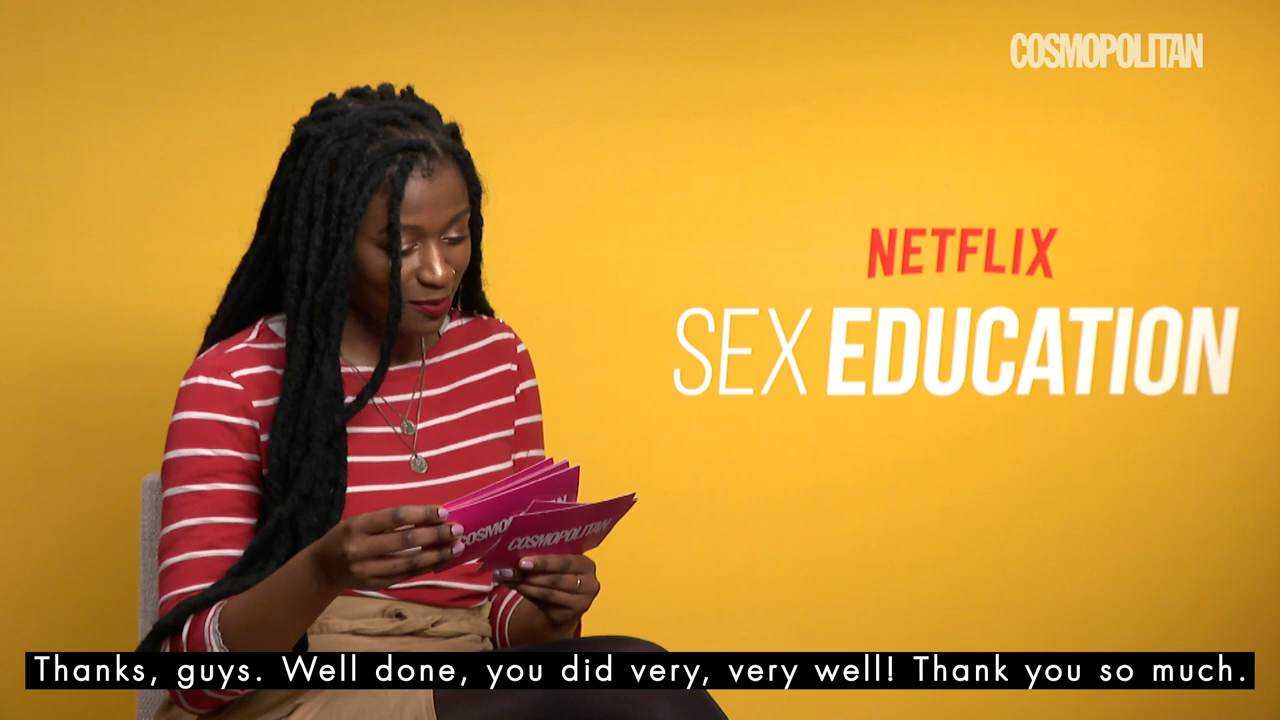 COSMOPOLITAN
NETFLIX
SEX EDUCATION
COSMOPOLITAN
Thanks, guys. Well done, you did very, very well! Thank you so much.